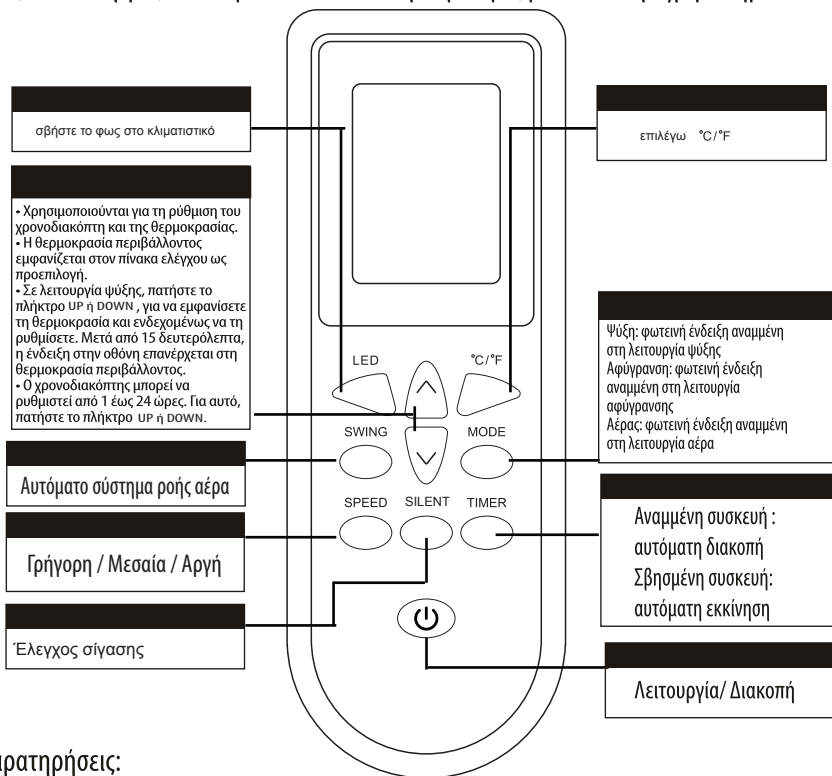 σβήστε το φως στο κλιματιστικό
επιλέγω °C/°F
• Χρησιμοποιούνται για τη ρύθμιση του
χρονοδιακόπτη και της θερμοκρασίας.
• Η θερμοκρασία περιβάλλοντος
εμφανίζεται στον πίνακα ελέγχου ως
προεπιλογή.
• Σε λειτουργία ψύξης, πατήστε το
πλήκτρο UP ή DOWN , για να εμφανίσετε
τη θερμοκρασία και ενδεχομένως να τη
ρυθμίσετε. Μετά από 15 δευτερόλεπτα,
η ένδειξη στην οθόνη επανέρχεται στη
θερμοκρασία περιβάλλοντος.
• Ο χρονοδιακόπτης μπορεί να
ρυθμιστεί από 1 έως 24 ώρες. Για αυτό,
πατήστε το πλήκτρο UP ή DOWN.
LED
°C/°F
Ψύξη: φωτεινή ένδειξη αναμμένη
στη λειτουργία ψύξης
Αφύγρανση: φωτεινή ένδειξη
αναμμένη στη λειτουργία
αφύγρανσης
Αέρας: φωτεινή ένδειξη αναμμένη
στη λειτουργία αέρα
SWING
MODE
Αυτόματο σύστημα ροής αέρα
SPEED SILENT TIMER
Γρήγορη / Μεσαία / Αργή
Αναμμένη συσκευή :
αυτόματη διακοπή
Σβησμένη συσκευή:
αυτόματη εκκίνηση
Έλεγχος σίγασης
Λειτουργία/ Διακοπή
ρατηρήσεις: